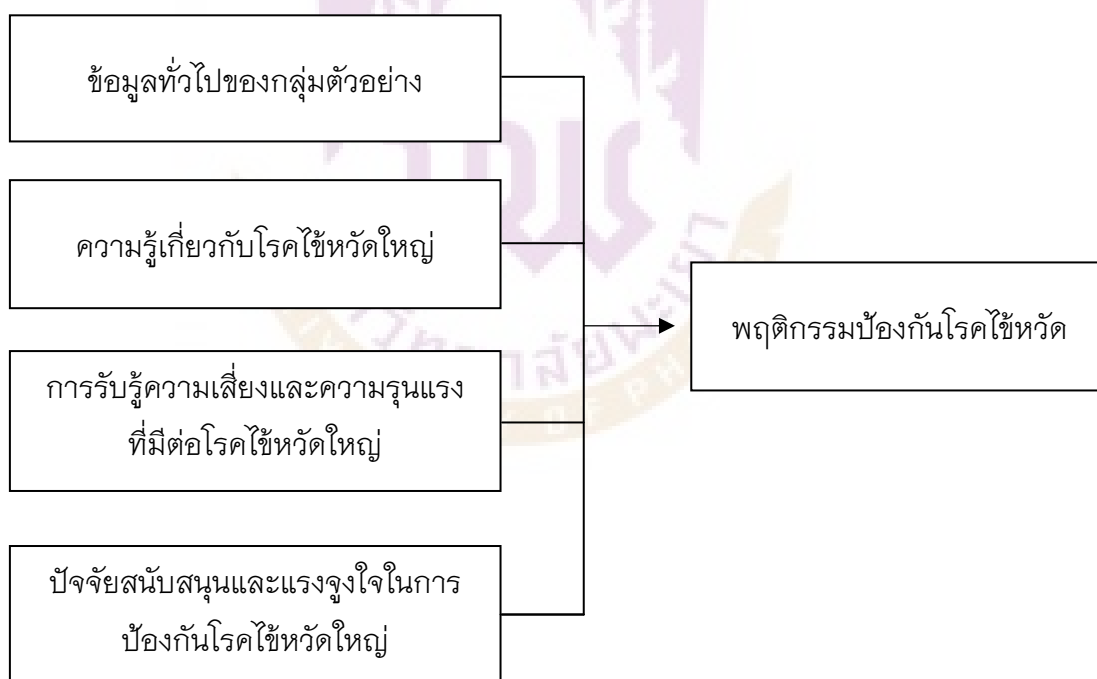 ข้อมูลทั่วไปของกลุ่มตัวอย่าง
ความรู้เกี่ยวกับโรคไข้หวัดใหญ่
การรับรู้ความเสี่ยงและความรุนแรง
ที่มีต่อโรคไข้หวัดใหญ่
ปัจจัยสนับสนุนและแรงจูงใจในการ
ป้องกันโรคไข้หวัดใหญ่
พฤติกรรมป้องกันโรคไข้หวัด